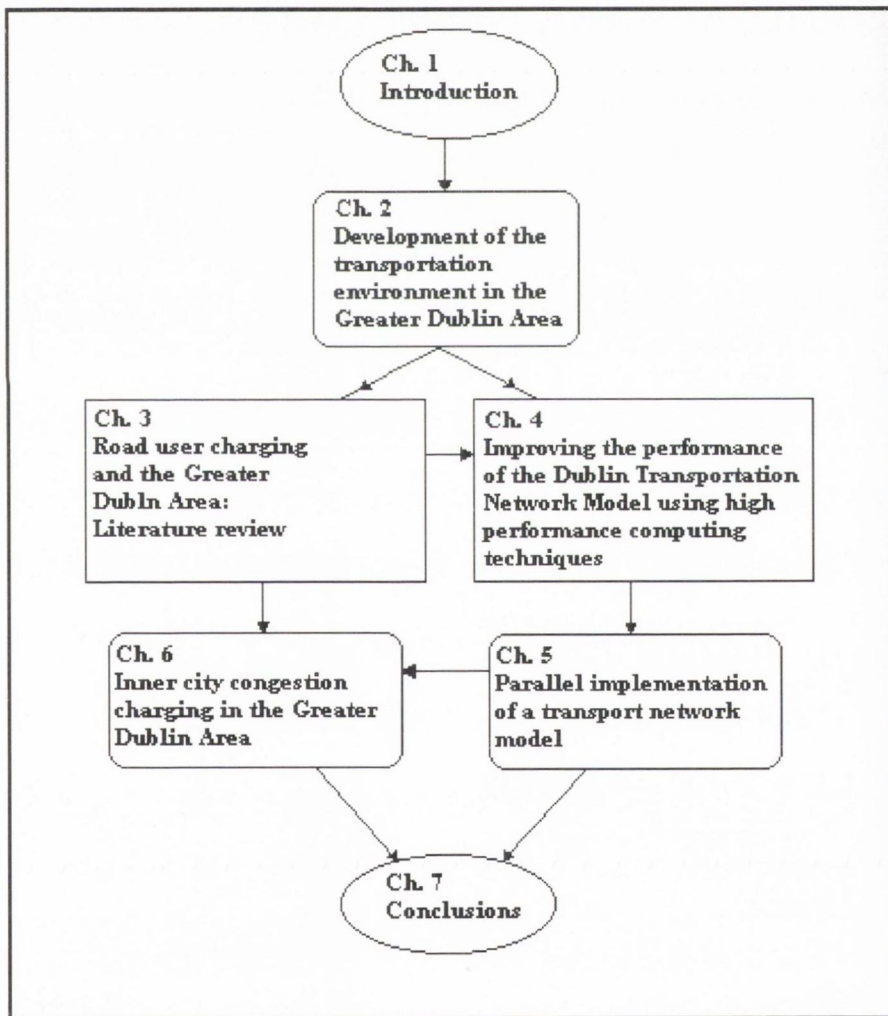 Ch. 1
Introduction
Ch. 2
Development of the
transportation
environment in the
Greater Dublin Area
Ch. 3
Road user charging
and the Greater
Dubln Area:
Literature review
Ch. 4
Improving the performance
of the Dublin Transportation
Network Model using high
performance computing
techniques
Ch. 6
Inner city congestion
charging in the Greater
Dublin Area
Ch. 5
Parallel implementation
of a transport network
model
Ch. 7
Conclusions